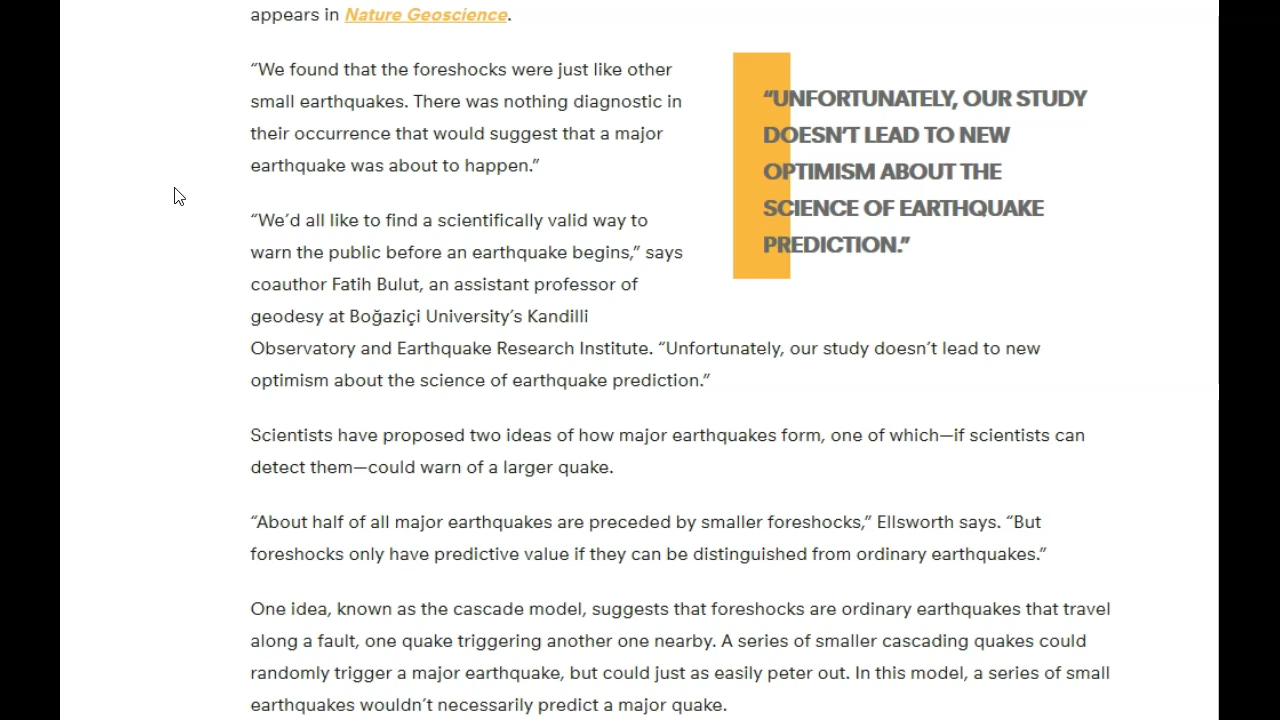 appears in Nature Geoscience.
“We found that the foreshocks were just like other
small earthquakes. There was nothing diagnostic in
their occurrence that would suggest that a major
earthquake was about to happen.”
“UNFORTUNATELY, OUR STUDY
DOESN’T LEAD TO NEW
OPTIMISM ABOUT THE
SCIENCE OF EARTHQUAKE
PREDICTION.”
“We’d all like to find a scientifically valid way to
warn the public before an earthquake begins,” says
coauthor Fatih Bulut, an assistant professor of
geodesy at Boğaziçi University’s Kandilli
Observatory and Earthquake Research Institute. “Unfortunately, our study doesn’t lead to new
optimism about the science of earthquake prediction.”
Scientists have proposed two ideas of how major earthquakes form, one of which—if scientists can
detect them—could warn of a larger quake.
“About half of all major earthquakes are preceded by smaller foreshocks,” Ellsworth says. “But
foreshocks only have predictive value if they can be distinguished from ordinary earthquakes.”
One idea, known as the cascade model, suggests that foreshocks are ordinary earthquakes that travel
along a fault, one quake triggering another one nearby. A series of smaller cascading quakes could
randomly trigger a major earthquake, but could just as easily peter out. In this model, a series of small
earthquakes wouldn’t necessarily predict a major quake.